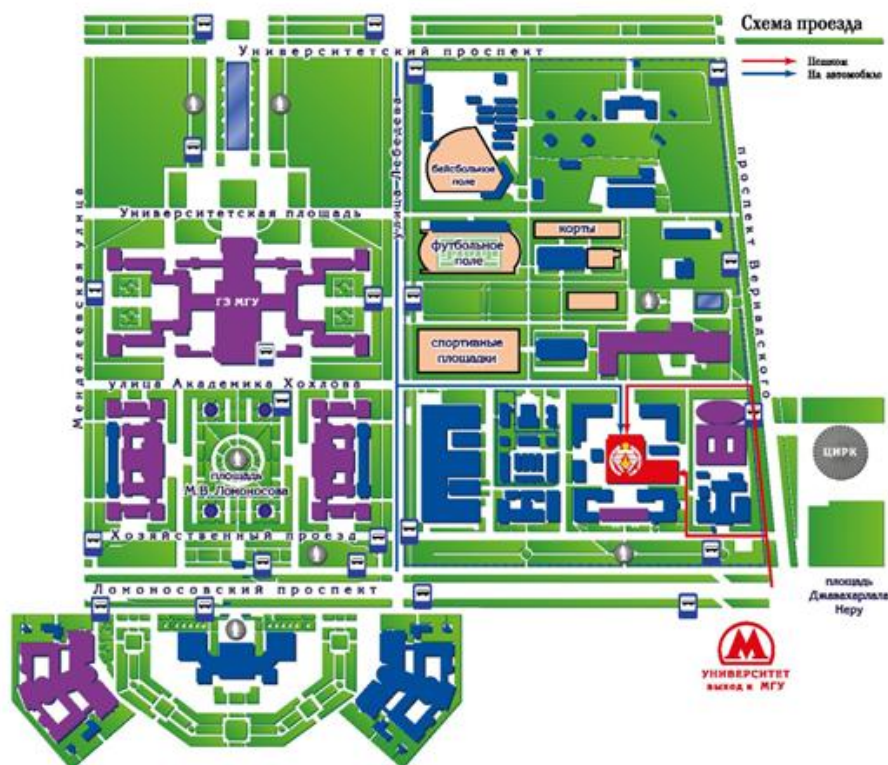 Схема проезда
Университетский проспект
Пешком
На автомобиле
улица Лебедева
проспект Вернадского
бейсбольное
поле
Менделеевская улица
Университетская площадь
корты
футбольное
поле
ГЗ МГУ
спортивные
площадки
улица Академика Хохлова
ЦИРК
площадь
М.В. Ломоносова
Хозяйственный проезд
Ломоносовский проспект
площадь
Джавахарлала
Неру
М
УНИВЕРСИТЕТ
выход к МГУ